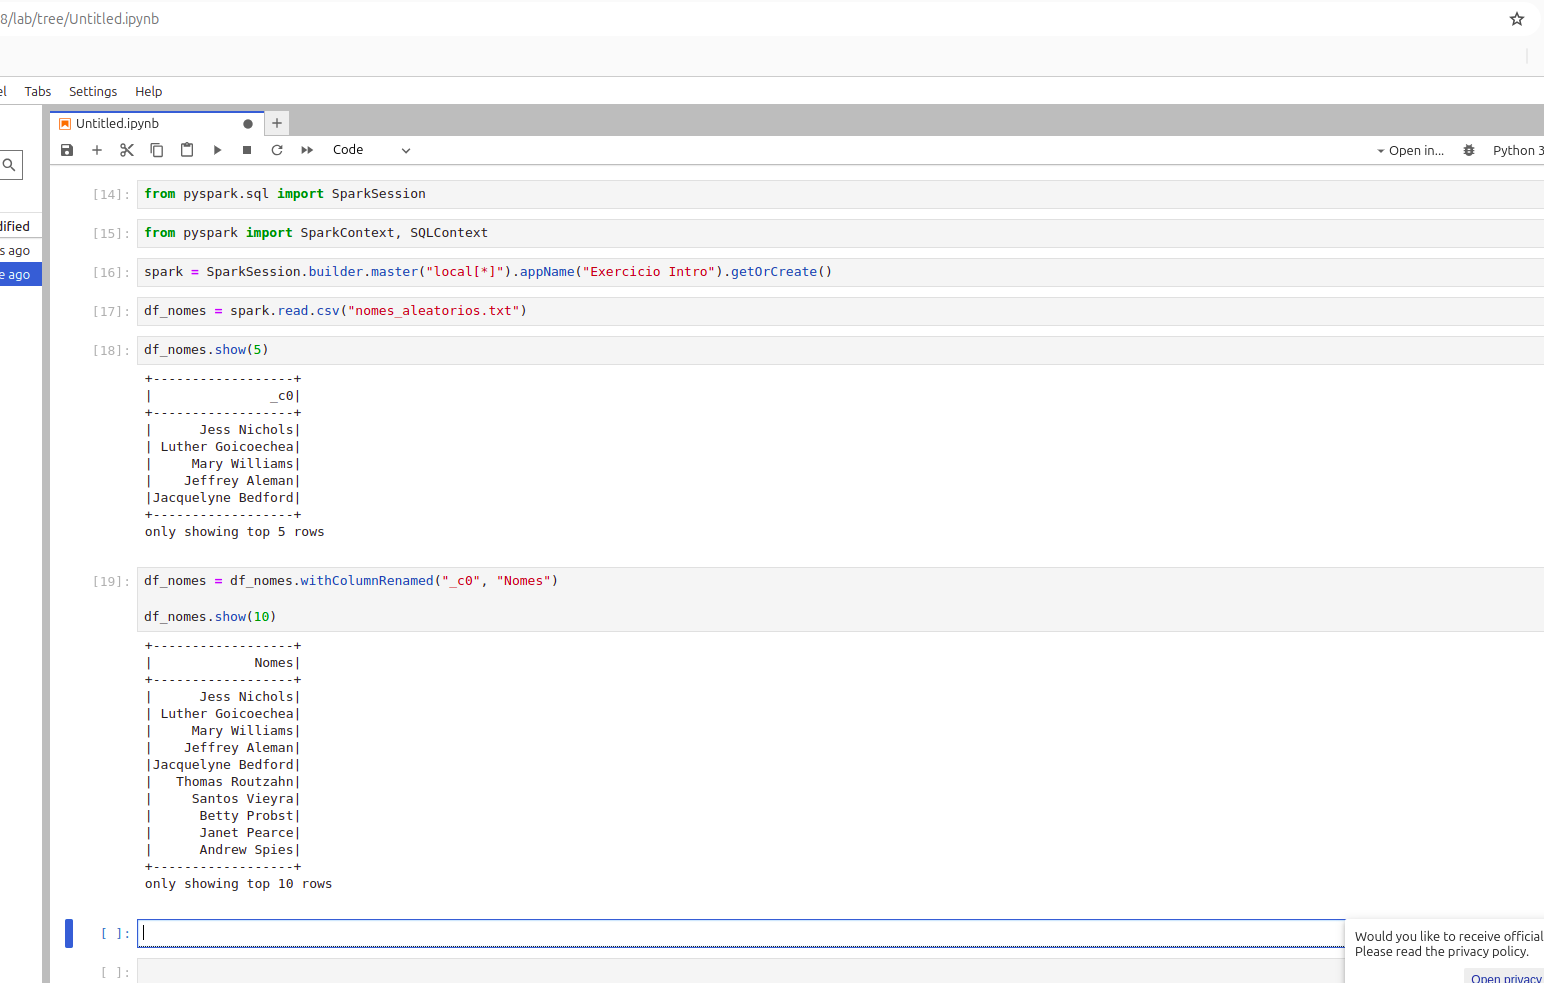 8/lab/tree/Untitled.ipynb
el Tabs Settings Help
Untitled.ipynb
Code
Open in...
Python 3
dified
s ago
e ago
[14]: from pyspark.sql import SparkSession
[15]: from pyspark import SparkContext, SQLContext
[16]: spark = SparkSession.builder.master("local[*]").appName("Exercicio Intro").getOrCreate()
[17]: df_nomes = spark.read.csv("nomes_aleatorios.txt")
[18]: df_nomes.show(5)
+------------------+
|               _c0|
+------------------+
|      Jess Nichols|
| Luther Goicoechea|
|     Mary Williams|
|    Jeffrey Aleman|
|Jacquelyne Bedford|
+------------------+
only showing top 5 rows
[19]: df_nomes = df_nomes.withColumnRenamed("_c0", "Nomes")
df_nomes.show(10)
+------------------+
|             Nomes|
+------------------+
|      Jess Nichols|
| Luther Goicoechea|
|     Mary Williams|
|    Jeffrey Aleman|
|Jacquelyne Bedford|
|   Thomas Routzahn|
|     Santos Vieyra|
|      Betty Probst|
|      Janet Pearce|
|      Andrew Spies|
+------------------+
only showing top 10 rows
[ ]:
[ ]:
Would you like to receive official
Please read the privacy policy.
Open privacy